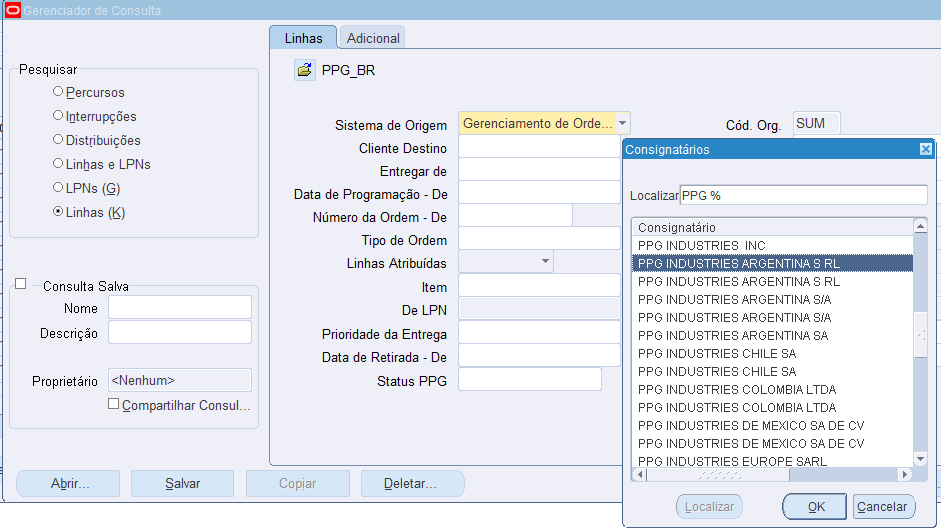 Gerenciador de Consulta
Linhas
Adicional
Pesquisar
Percursos
Interrupções
Distribuições
Linhas e LPNs
LPNs (G)
Linhas (K)
Consulta Salva
Nome
Descrição
Proprietário
<Nenhum>
Compartilhar Consul...
PPG_BR
Sistema de Origem
Gerenciamento de Orde...
Cód. Org.
SUM
Cliente Destino
Entregar de
Data de Programação - De
Número da Ordem - De
Tipo de Ordem
Linhas Atribuídas
Item
De LPN
Prioridade da Entrega
Data de Retirada - De
Status PPG
Abrir...
Salvar
Copiar
Deletar...
Consignatários
Localizar PPG %
Consignatário
PPG INDUSTRIES  INC
PPG INDUSTRIES ARGENTINA S RL
PPG INDUSTRIES ARGENTINA S RL
PPG INDUSTRIES ARGENTINA S/A
PPG INDUSTRIES ARGENTINA S/A
PPG INDUSTRIES ARGENTINA SA
PPG INDUSTRIES CHILE SA
PPG INDUSTRIES CHILE SA
PPG INDUSTRIES COLOMBIA LTDA
PPG INDUSTRIES COLOMBIA LTDA
PPG INDUSTRIES DE MEXICO SA DE CV
PPG INDUSTRIES DE MEXICO SA DE CV
PPG INDUSTRIES EUROPE SARL
Localizar
OK
Cancelar